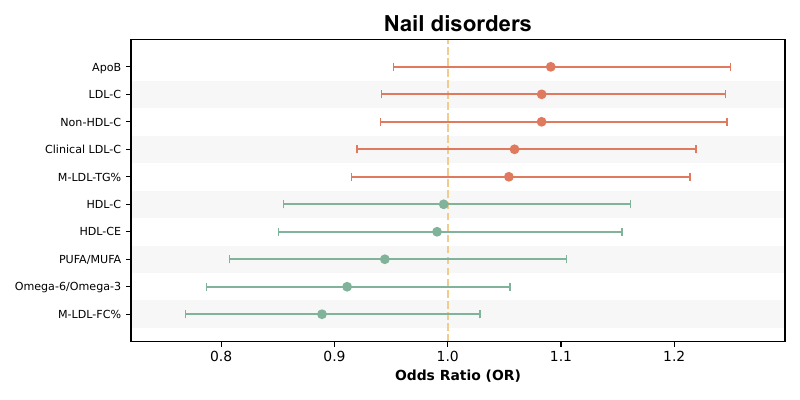 Nail disorders
ApoB
LDL-C
Non-HDL-C
Clinical LDL-C
M-LDL-TG%
HDL-C
HDL-CE
PUFA/MUFA
Omega-6/Omega-3
M-LDL-FC%
0.8 0.9 1.0 1.1 1.2
Odds Ratio (OR)